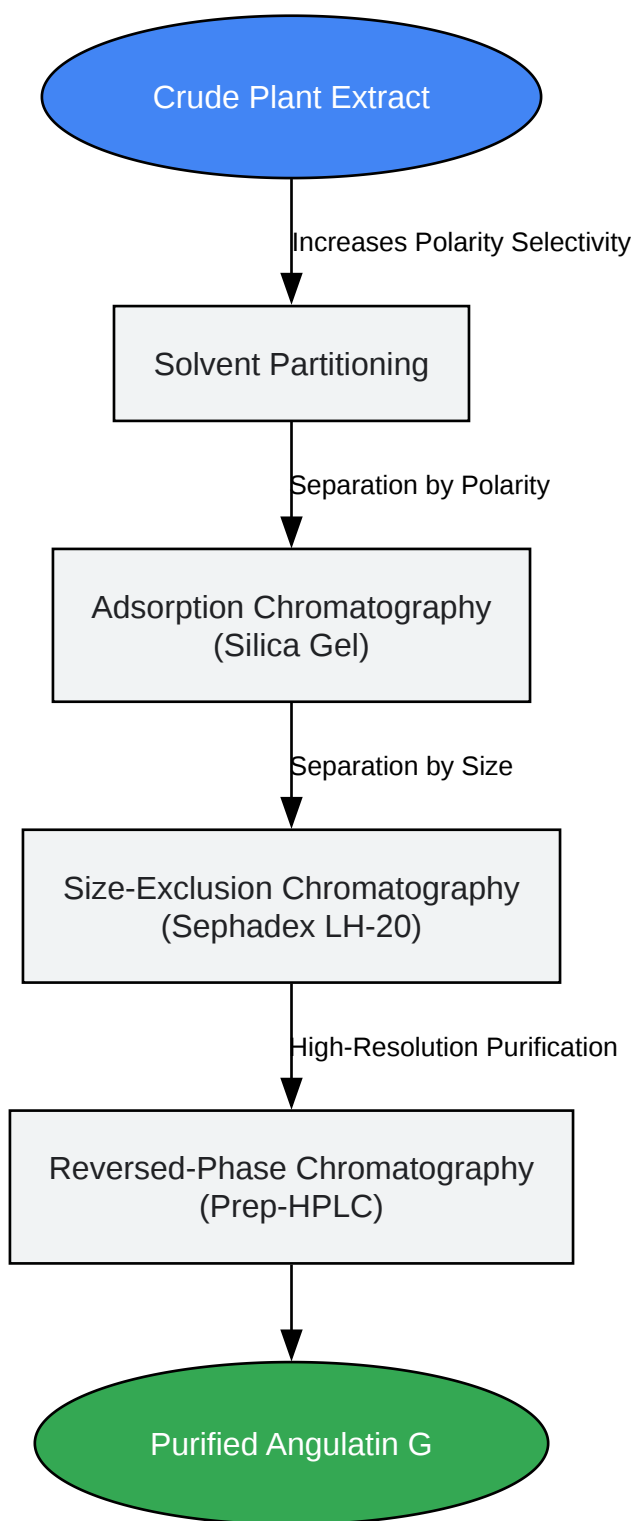 Crude Plant Extract
Increases Polarity Selectivity
Solvent Partitioning
Separation by Polarity
Adsorption Chromatography
(Silica Gel)
Separation by Size
Size-Exclusion Chromatography
(Sephadex LH-20)
High-Resolution Purification
Reversed-Phase Chromatography
(Prep-HPLC)
Purified Angulatin G